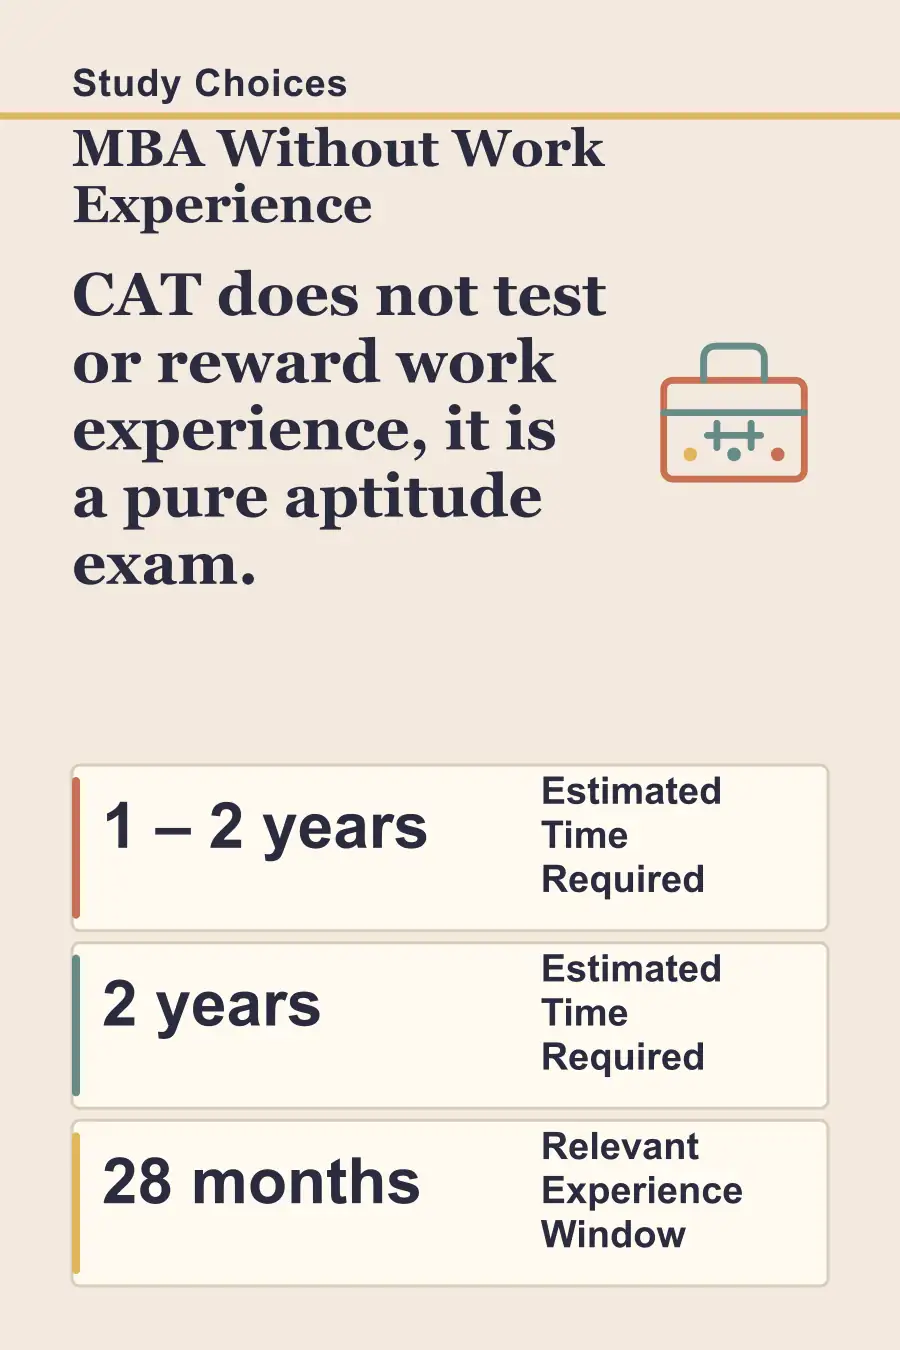 Study Choices
MBA Without Work
Experience
CAT does not test
or reward work
experience, it is
a pure aptitude
exam.
1 – 2 years
Estimated
Time
Required
2 years
Estimated
Time
Required
28 months
Relevant
Experience
Window